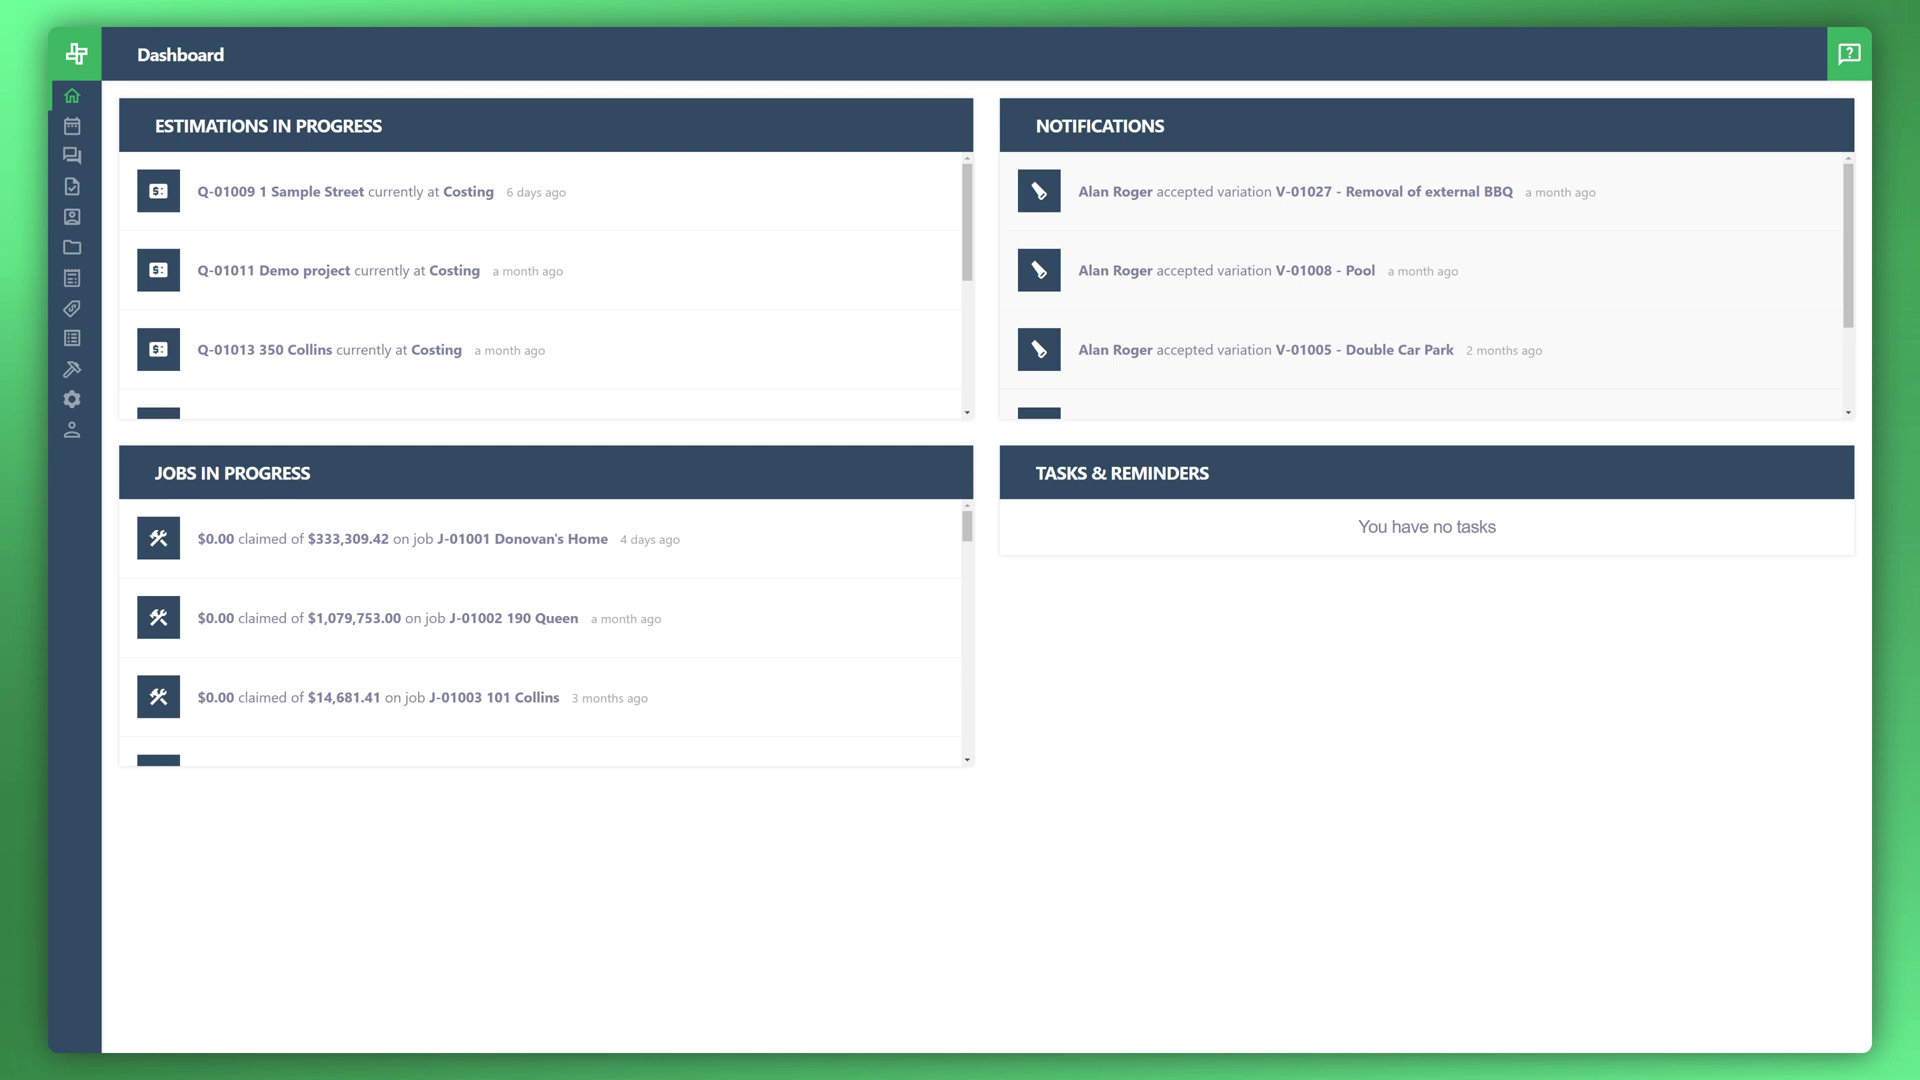 Dashboard
ESTIMATIONS IN PROGRESS
Q-01009 1 Sample Street currently at Costing 6 days ago
Q-01011 Demo project currently at Costing a month ago
Q-01013 350 Collins currently at Costing a month ago
NOTIFICATIONS
Alan Roger accepted variation V-01027 - Removal of external BBQ a month ago
Alan Roger accepted variation V-01008 - Pool a month ago
Alan Roger accepted variation V-01005 - Double Car Park 2 months ago
JOBS IN PROGRESS
$0.00 claimed of $333,309.42 on job J-01001 Donovan's Home 4 days ago
$0.00 claimed of $1,079,753.00 on job J-01002 190 Queen a month ago
$0.00 claimed of $14,681.41 on job J-01003 101 Collins 3 months ago
TASKS & REMINDERS
You have no tasks